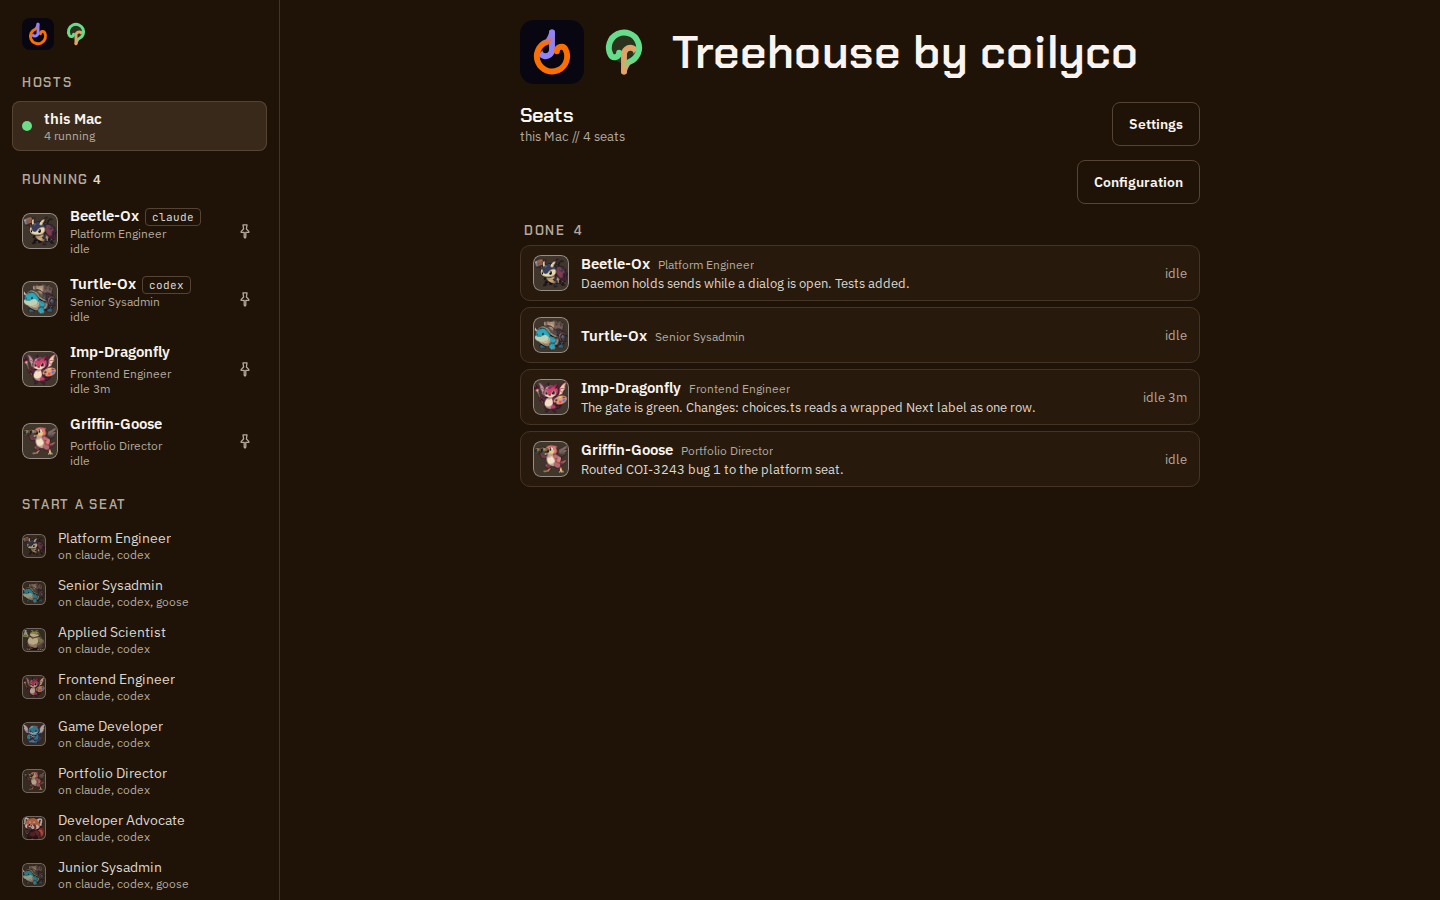 HOSTS
this Mac
4 running
RUNNING 4
Beetle-Ox claude
Platform Engineer
idle
Turtle-Ox codex
Senior Sysadmin
idle
Imp-Dragonfly
Frontend Engineer
idle 3m
Griffin-Goose
Portfolio Director
idle
START A SEAT
Platform Engineer
on claude, codex
Senior Sysadmin
on claude, codex, goose
Applied Scientist
on claude, codex
Frontend Engineer
on claude, codex
Game Developer
on claude, codex
Portfolio Director
on claude, codex
Developer Advocate
on claude, codex
Junior Sysadmin
on claude, codex, goose
Treehouse by coilyco
Seats
this Mac // 4 seats
Settings
Configuration
DONE 4
Beetle-Ox Platform Engineer
Daemon holds sends while a dialog is open. Tests added.
idle
Turtle-Ox Senior Sysadmin
idle
Imp-Dragonfly Frontend Engineer
The gate is green. Changes: choices.ts reads a wrapped Next label as one row.
idle 3m
Griffin-Goose Portfolio Director
Routed COI-3243 bug 1 to the platform seat.
idle